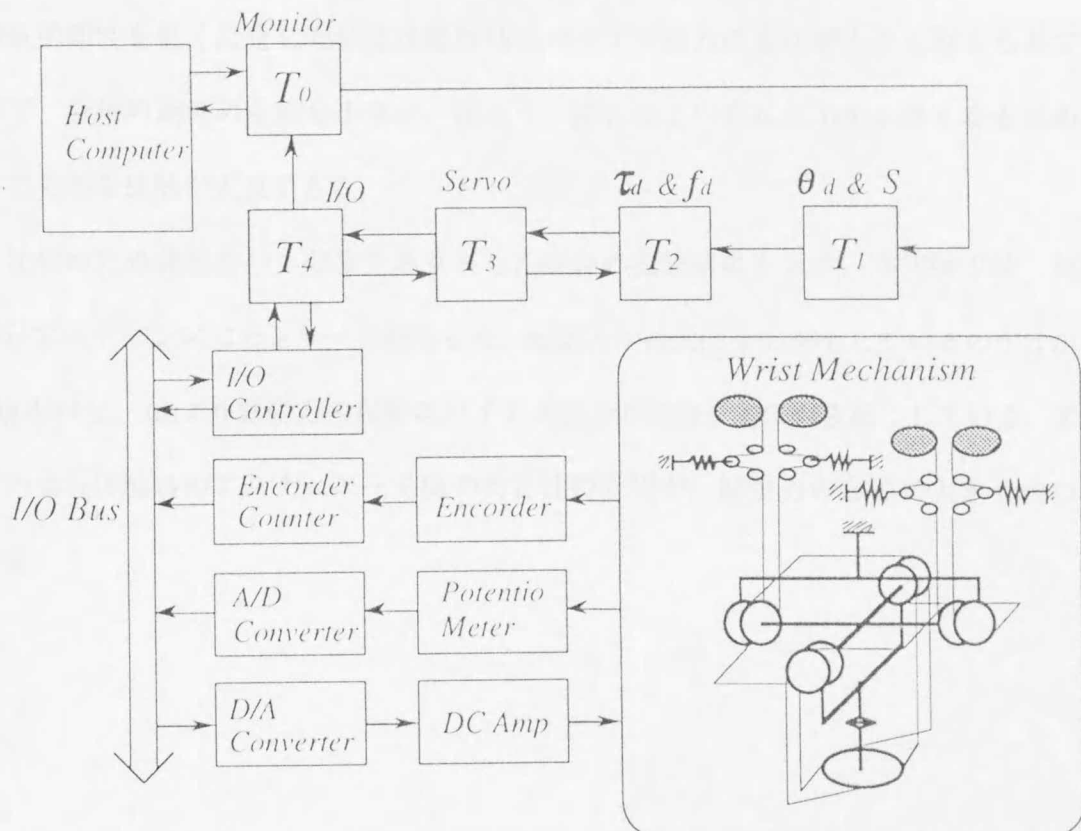 Monitor
T0
Host
Computer
I/O
Servo
τd & fd
θd & S
T4
T3
T2
T1
I/O
Controller
Wrist Mechanism
I/O Bus
Encorder
Counter
Encorder
A/D
Converter
Potentio
Meter
D/A
Converter
DC Amp